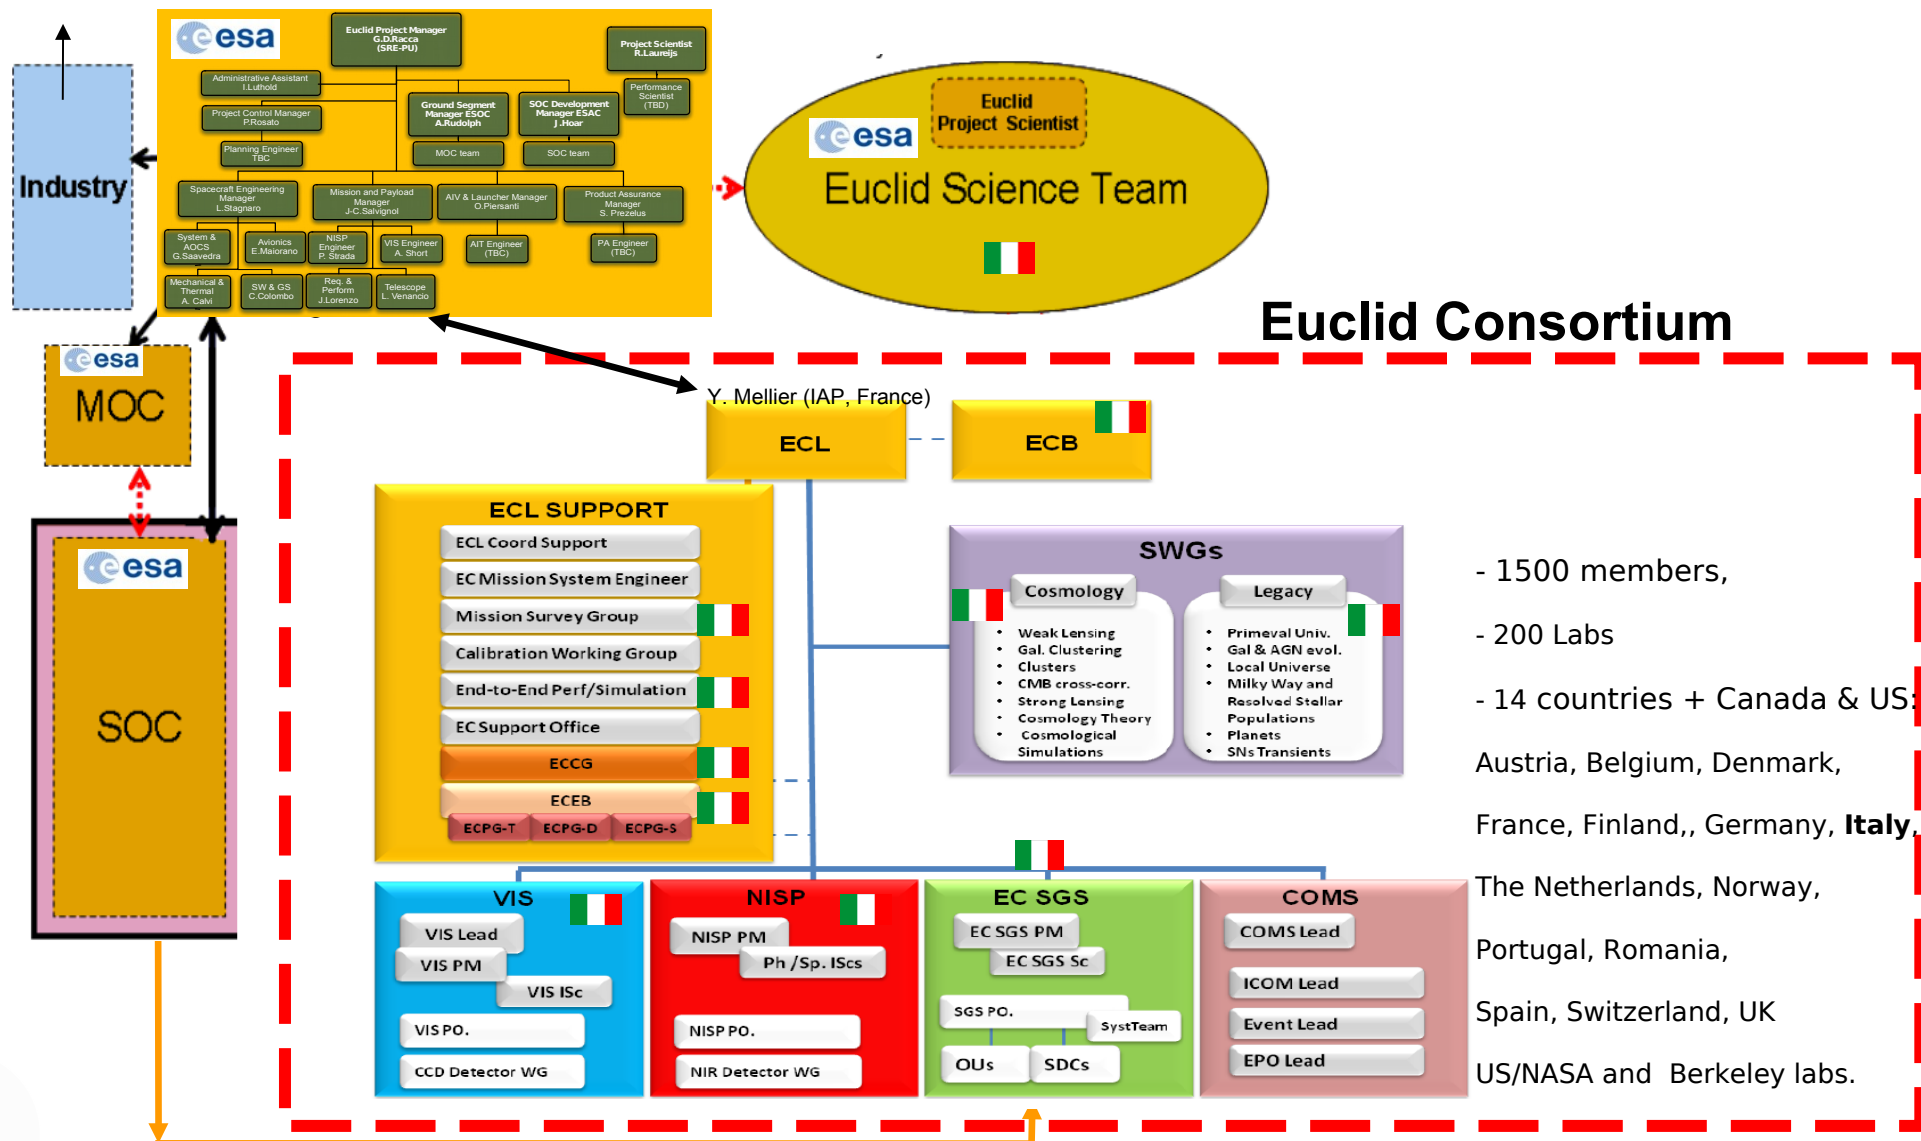 esa
Euclid Project Manager
G.D.Racca
(SRE-PU)
Project Scientist
R.Laureijs
Administrative Assistant
I.Luthold
Performance
Scientist
(TBD)
Project Control Manager
P.Rosato
Ground Segment
Manager ESOC
A.Rudolph
SOC Development
Manager ESAC
J.Hoar
Planning Engineer
TBC
MOC team
SOC team
Spacecraft Engineering
Manager
L.Stagnaro
Mission and Payload
Manager
J-C.Salvignol
AIV & Launcher Manager
O.Piersanti
Product Assurance
Manager
S. Prezelus
System &
AOCS
G.Saavedra
Avionics
E.Maiorano
NISP
Engineer
P. Strada
VIS Engineer
A. Short
AIT Engineer
(TBC)
PA Engineer
(TBC)
Mechanical &
Thermal
A. Calvi
SW & GS
C.Colombo
Req. &
Perform
J.Lorenzo
Telescope
L. Venancio
Industry
Euclid
Project Scientist
esa
Euclid Science Team
Euclid Consortium
esa
MOC
esa
SOC
Y. Mellier (IAP, France)
ECL
ECB
ECL SUPPORT
ECL Coord Support
EC Mission System Engineer
Mission Survey Group
Calibration Working Group
End-to-End Perf/Simulation
EC Support Office
ECCG
ECEB
ECPG-T
ECPG-D
ECPG-S
SWGs
Cosmology
• Weak Lensing
• Gal. Clustering
• Clusters
• CMB cross-corr.
• Strong Lensing
• Cosmology Theory
• Cosmological
Simulations
Legacy
• Primeval Univ.
• Gal & AGN evol.
• Local Universe
• Milky Way and
Resolved Stellar
Populations
• Planets
• SNs Transients
VIS
VIS Lead
VIS PM
VIS ISc
VIS PO.
CCD Detector WG
NISP
NISP PM
Ph /Sp. IScs
NISP PO.
NIR Detector WG
EC SGS
EC SGS PM
EC SGS Sc
SGS PO.
SystTeam
OUs
SDCs
COMS
COMS Lead
ICOM Lead
Event Lead
EPO Lead
- 1500 members,
- 200 Labs
- 14 countries + Canada & US:
Austria, Belgium, Denmark,
France, Finland,, Germany, Italy,
The Netherlands, Norway,
Portugal, Romania,
Spain, Switzerland, UK
US/NASA and Berkeley labs.